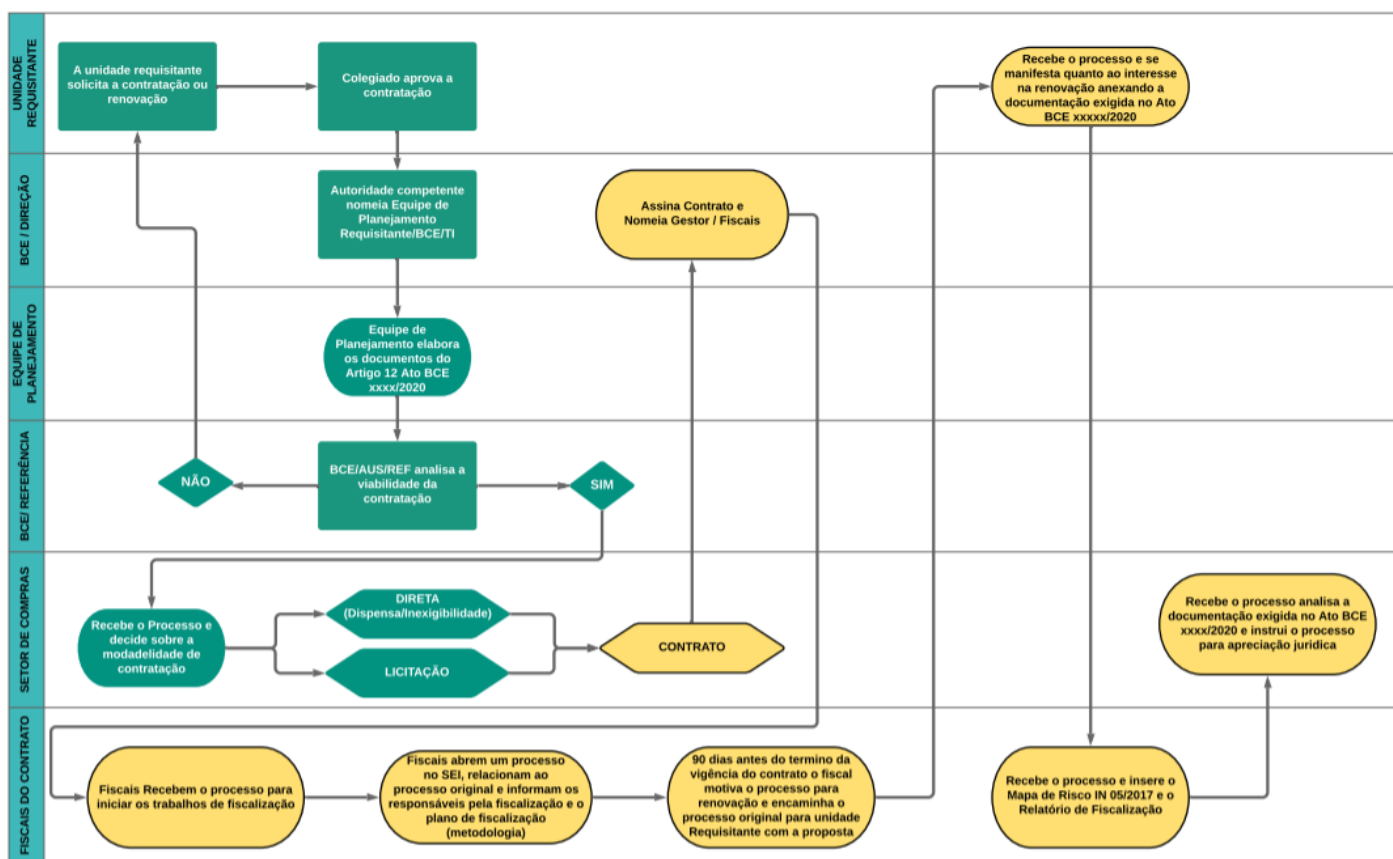 UNIDADE
REQUISITANTE
A unidade requisitante
solicita a contratação ou
renovação
Colegiado aprova a
contratação
Recebe o processo e se
manifesta quanto ao interesse
na renovação anexando a
documentação exigida no Ato
BCE xxxxx/2020
BCE / DIREÇÃO
Autoridade competente
nomeia Equipe de
Planejamento
Requisitante/BCE/TI
Assina Contrato e
Nomeia Gestor / Fiscais
EQUIPE DE
PLANEJAMENTO
Equipe de
Planejamento elabora
os documentos do
Artigo 12 Ato BCE
xxxx/2020
BCE/ REFERÊNCIA
NÃO
BCE/AUS/REF analisa a
viabilidade da
contratação
SIM
SETOR DE COMPRAS
Recebe o Processo e
decide sobre a
modadelidade de
contratação
DIRETA
(Dispensa/Inexigibilidade)
LICITAÇÃO
CONTRATO
Recebe o processo analisa a
documentação exigida no Ato BCE
xxxx/2020 e instrui o processo
para apreciação juridica
FISCAIS DO CONTRATO
Fiscais Recebem o processo para
iniciar os trabalhos de fiscalização
Fiscais abrem um processo
no SEI, relacionam ao
processo original e informam os
responsáveis pela fiscalização e o
plano de fiscalização
(metodologia)
90 dias antes do termino da
vigência do contrato o fiscal
motiva o processo para
renovação e encaminha o
processo original para unidade
Requisitante com a proposta
Recebe o processo e insere o
Mapa de Risco IN 05/2017 e o
Relatório de Fiscalização